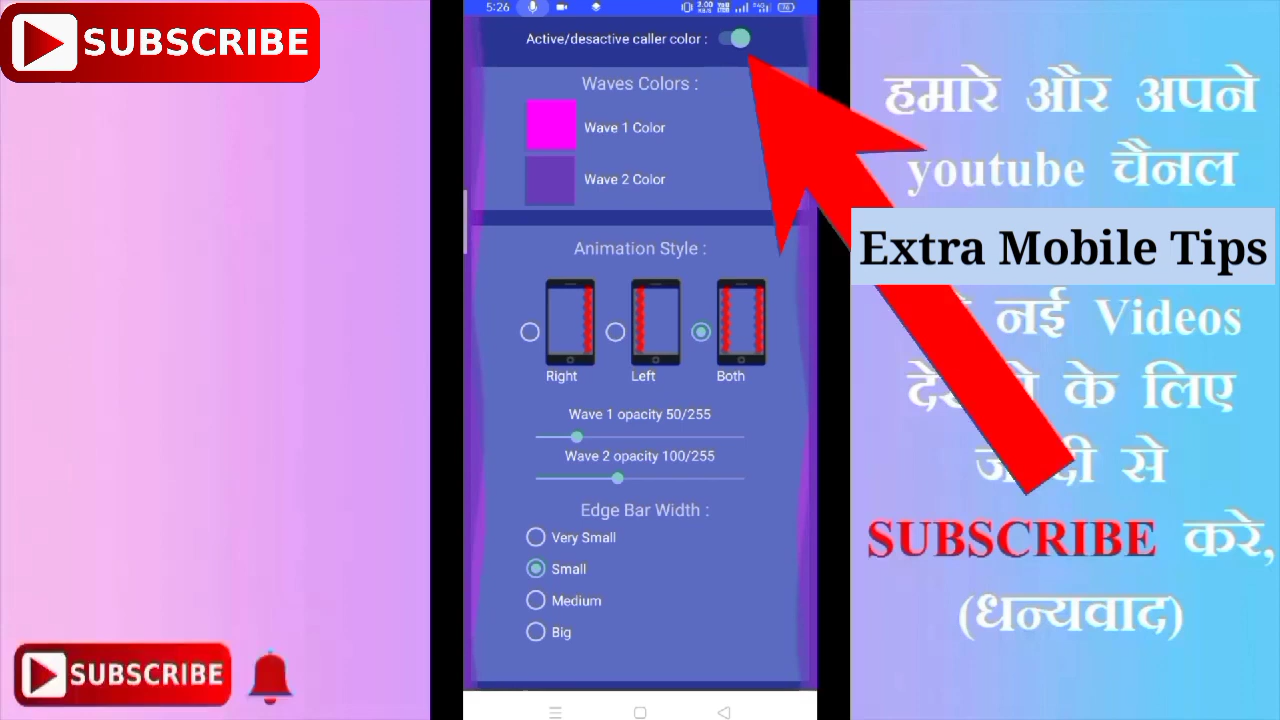 SUBSCRIBE
5:26
Active/desactive caller color :
Waves Colors :
Wave 1 Color
Wave 2 Color
Animation Style :
Right Left Both
Wave 1 opacity 50/255
Wave 2 opacity 100/255
Edge Bar Width :
Very Small
Small
Medium
Big
हमारे और अपने
youtube चैनल
Extra Mobile Tips
नई Videos
के लिए
से
SUBSCRIBE करे,
(धन्यवाद)
SUBSCRIBE